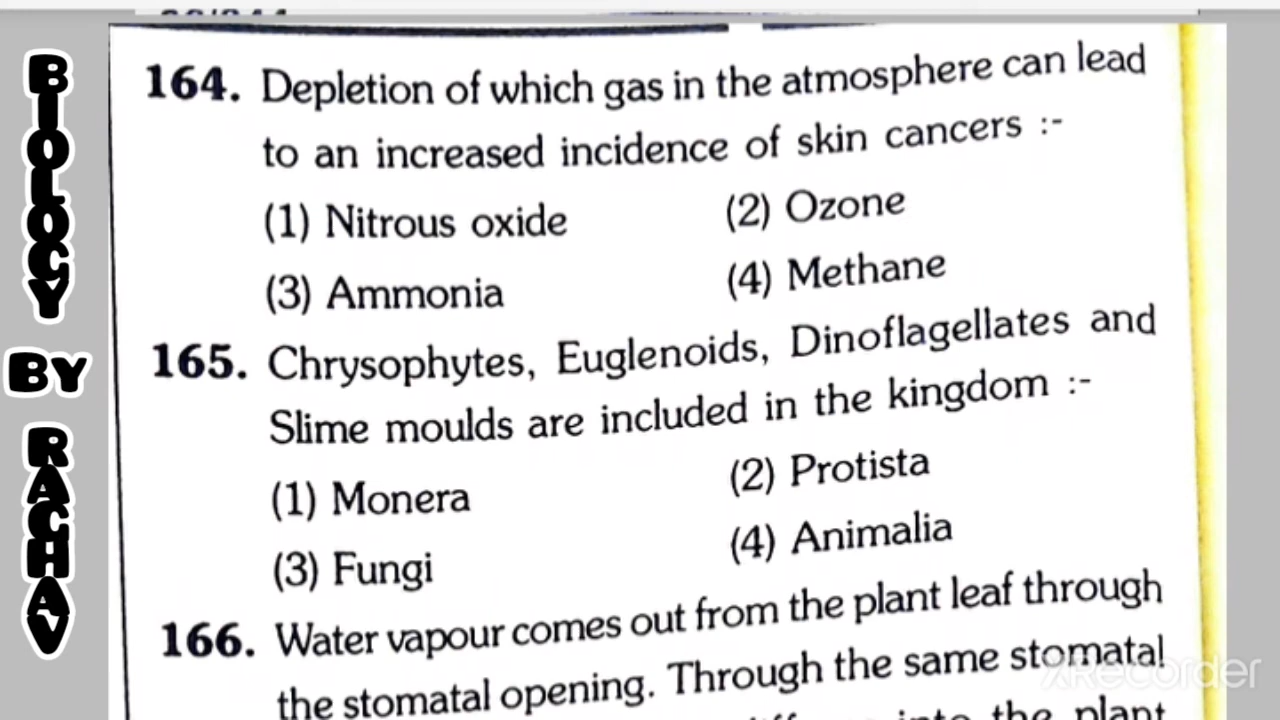 BIOLOGY BY RAGHAV
164. Depletion of which gas in the atmosphere can lead
to an increased incidence of skin cancers :-
(1) Nitrous oxide (2) Ozone
(3) Ammonia (4) Methane
165. Chrysophytes, Euglenoids, Dinoflagellates and
Slime moulds are included in the kingdom :-
(1) Monera (2) Protista
(3) Fungi (4) Animalia
166. Water vapour comes out from the plant leaf through
the stomatal opening. Through the same stomatal
into the plant
XRecorder